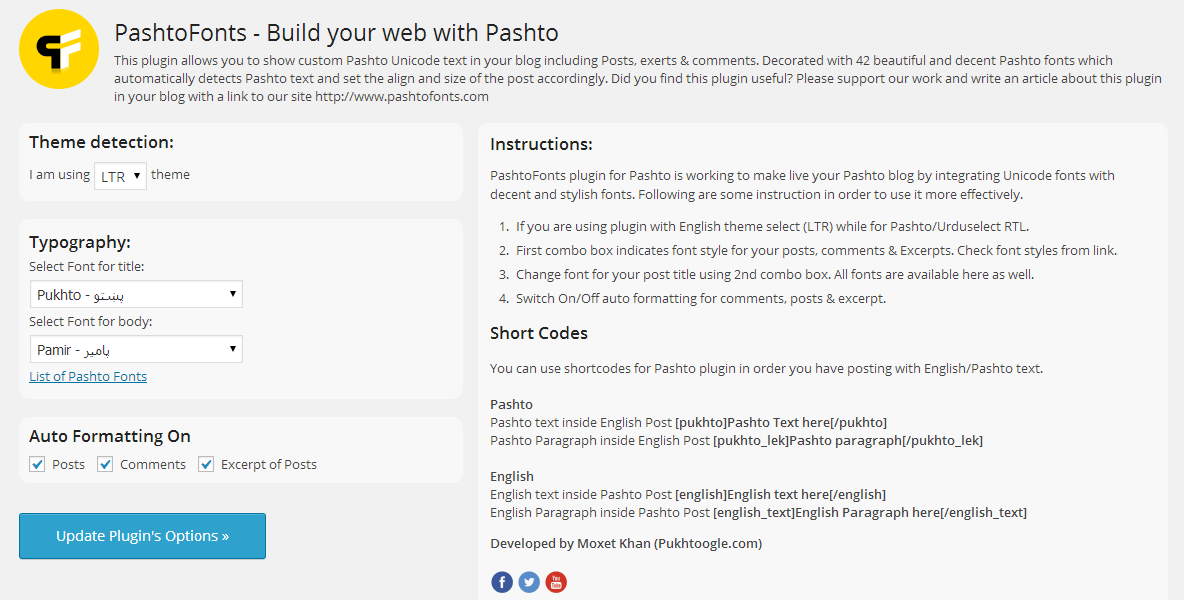 PashtoFonts - Build your web with Pashto
This plugin allows you to show custom Pashto Unicode text in your blog including Posts, exerts & comments. Decorated with 42 beautiful and decent Pashto fonts which
automatically detects Pashto text and set the align and size of the post accordingly. Did you find this plugin useful? Please support our work and write an article about this plugin
in your blog with a link to our site http://www.pashtofonts.com
Theme detection:
I am using LTR theme
Typography:
Select Font for title:
Pukhto - پښتو
Select Font for body:
Pamir - پامیر
List of Pashto Fonts
Auto Formatting On
Posts Comments Excerpt of Posts
Update Plugin's Options »
Instructions:
PashtoFonts plugin for Pashto is working to make live your Pashto blog by integrating Unicode fonts with
decent and stylish fonts. Following are some instruction in order to use it more effectively.
1. If you are using plugin with English theme select (LTR) while for Pashto/Urduselect RTL.
2. First combo box indicates font style for your posts, comments & Excerpts. Check font styles from link.
3. Change font for your post title using 2nd combo box. All fonts are available here as well.
4. Switch On/Off auto formatting for comments, posts & excerpt.
Short Codes
You can use shortcodes for Pashto plugin in order you have posting with English/Pashto text.
Pashto
Pashto text inside English Post [pukhto]Pashto Text here[/pukhto]
Pashto Paragraph inside English Post [pukhto_lek]Pashto paragraph[/pukhto_lek]
English
English text inside Pashto Post [english]English text here[/english]
English Paragraph inside Pashto Post [english_text]English Paragraph here[/english_text]
Developed by Moxet Khan (Pukhtoogle.com)
You Tube